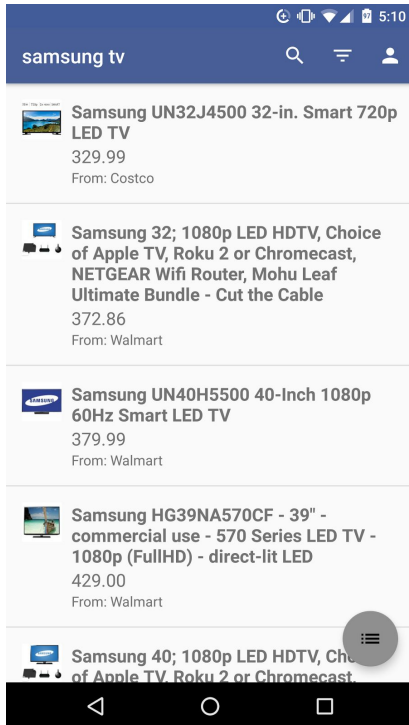 97 5:10
samsung tv
Samsung UN32J4500 32-in. Smart 720p
LED TV
329.99
From: Costco
Samsung 32; 1080p LED HDTV, Choice
of Apple TV, Roku 2 or Chromecast,
NETGEAR Wifi Router, Mohu Leaf
Ultimate Bundle - Cut the Cable
372.86
From: Walmart
SAMSUNG
Samsung UN40H5500 40-Inch 1080p
60Hz Smart LED TV
379.99
From: Walmart
Samsung HG39NA570CF - 39" -
commercial use - 570 Series LED TV -
1080p (FullHD) - direct-lit LED
429.00
From: Walmart
Samsung 40; 1080p LED HDTV,
of Apple TV, Roku 2 or Chromecast,